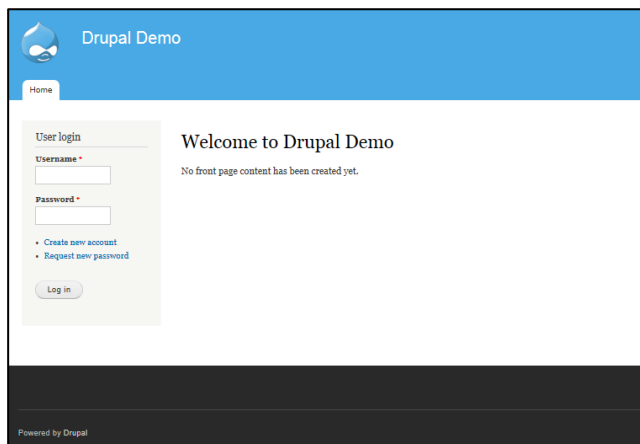 Drupal Demo
Home
User login
Username *
Password *
Create new account
Request new password
Log in
Welcome to Drupal Demo
No front page content has been created yet.
Powered by Drupal